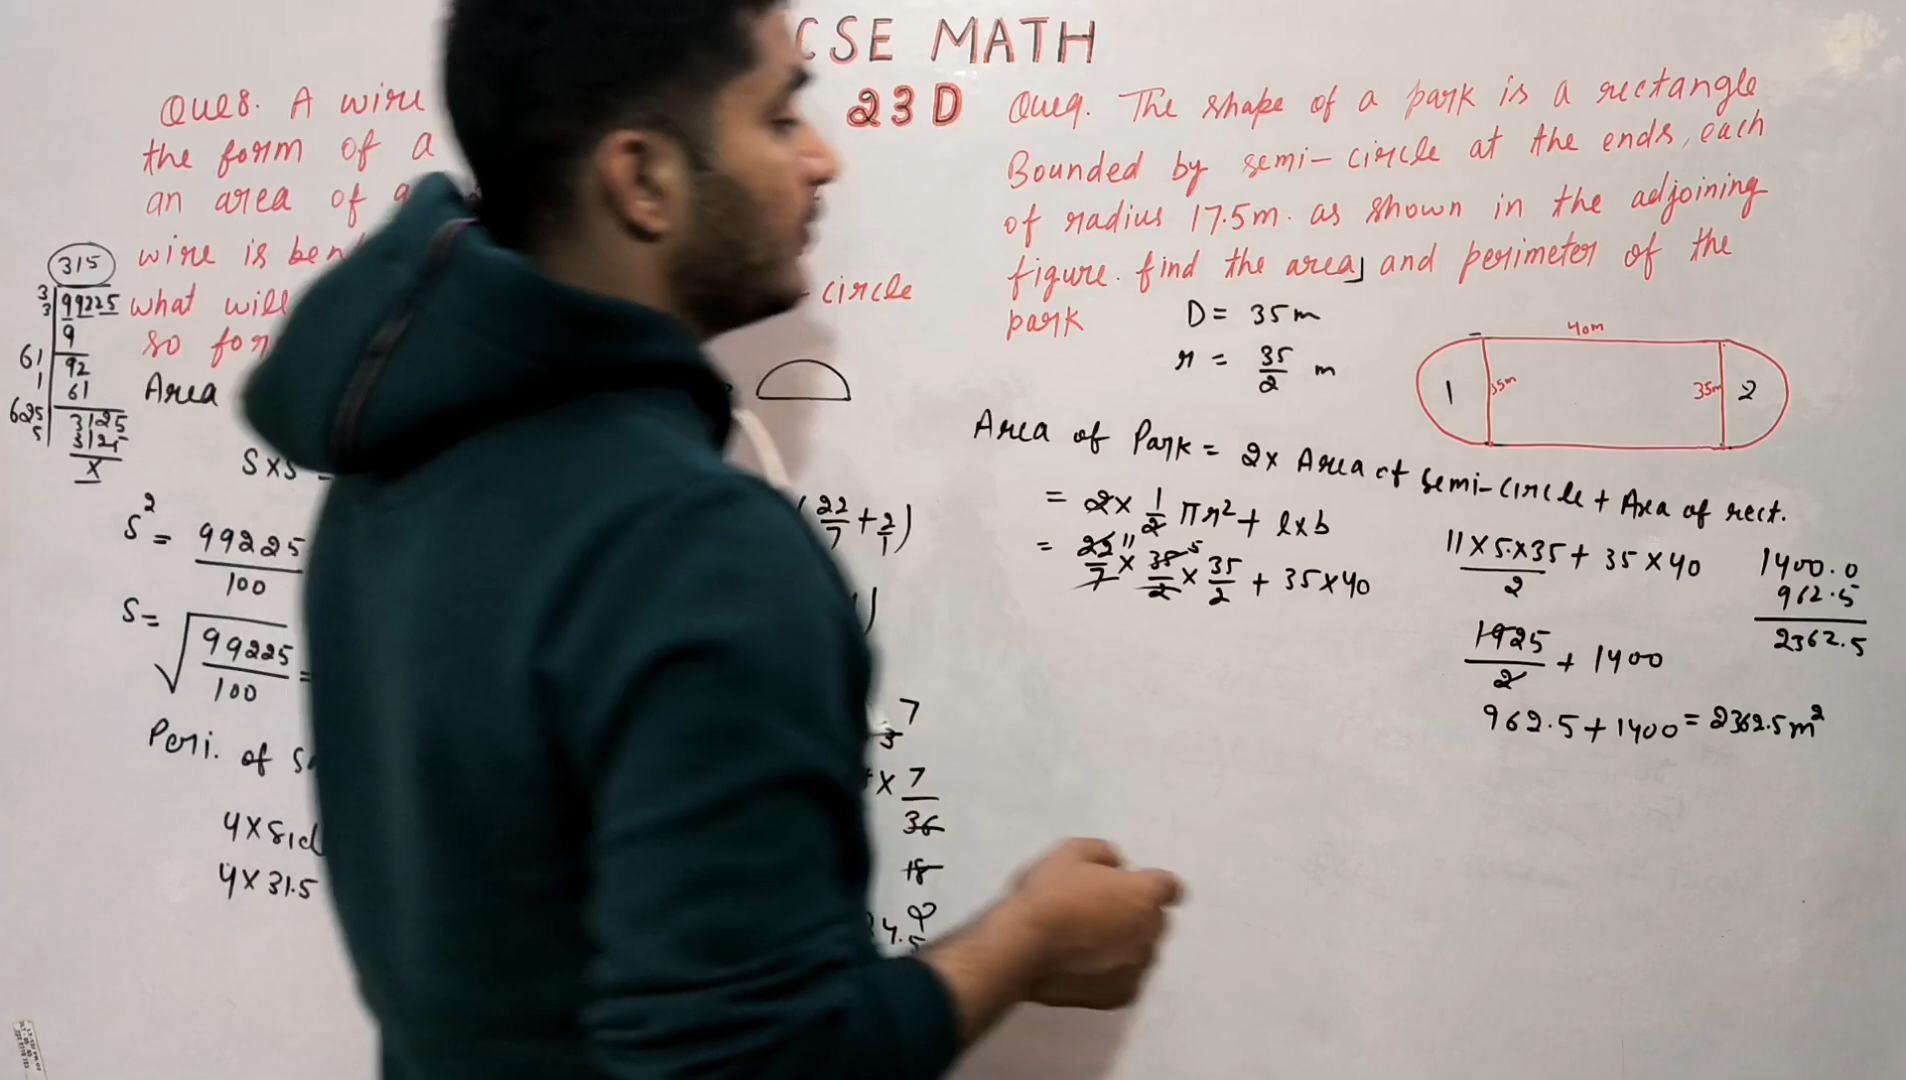 CSE MATH
23 D
Que8. A wire
the form of a
an area of
wire is ben
what will
- circle
so for
315
3 | 99225
3
9
61 92
1 61
625 3125
5 3125
X
Area
S×S =
S² = 99225
100
S = √99225 =
100
Peri. of S
4×sid
4×31.5
(22/7 + 2/1)
7
× 7
36
18
9
4.5
Que9. The shape of a park is a rectangle
Bounded by semi-circle at the ends, each
of radius 17.5m. as shown in the adjoining
figure. find the area, and perimeter of the
park
D = 35m
r = 35/2 m
40m
1 35m 35m 2
Area of Park = 2× Area of semi-circle + Area of rect.
= 2× 1/2 πr² + l×b
= 22/7 11 × 35/2 5 × 35/2 + 35×40
11×5×35/2 + 35×40
1925/2 + 1400
962.5 + 1400 = 2362.5m²
1400.0
962.5
2362.5